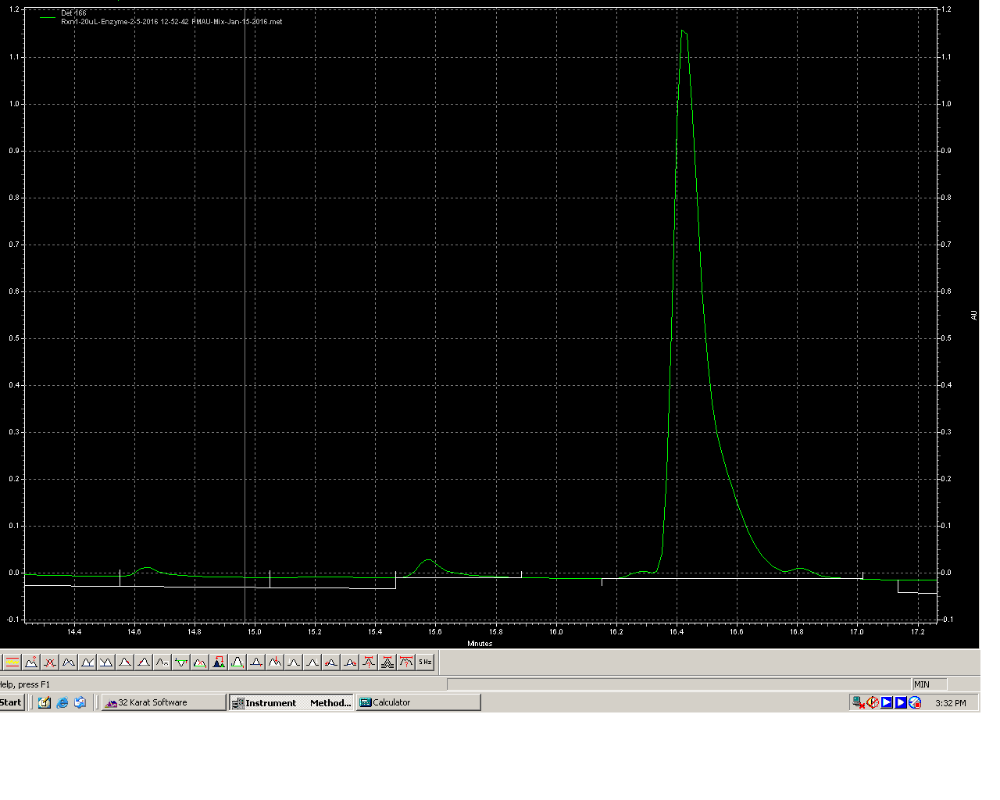 Det 166
Rxn1-20uL-Enzyme-2-5-2016 12-52-42 PMAU-Mix-Jan-15-2016.met
1.2 1.2
1.1 1.1
1.0 1.0
0.9 0.9
0.8 0.8
0.7 0.7
0.6 0.6
AU
0.5 0.5
0.4 0.4
0.3 0.3
0.2 0.2
0.1 0.1
0.0 0.0
-0.1 -0.1
14.4 14.6 14.8 15.0 15.2 15.4 15.6 15.8 16.0 16.2 16.4 16.6 16.8 17.0 17.2
Minutes
5 Hz
Help, press F1 MIN
Start 32 Karat Software Instrument Method... Calculator 3:32 PM